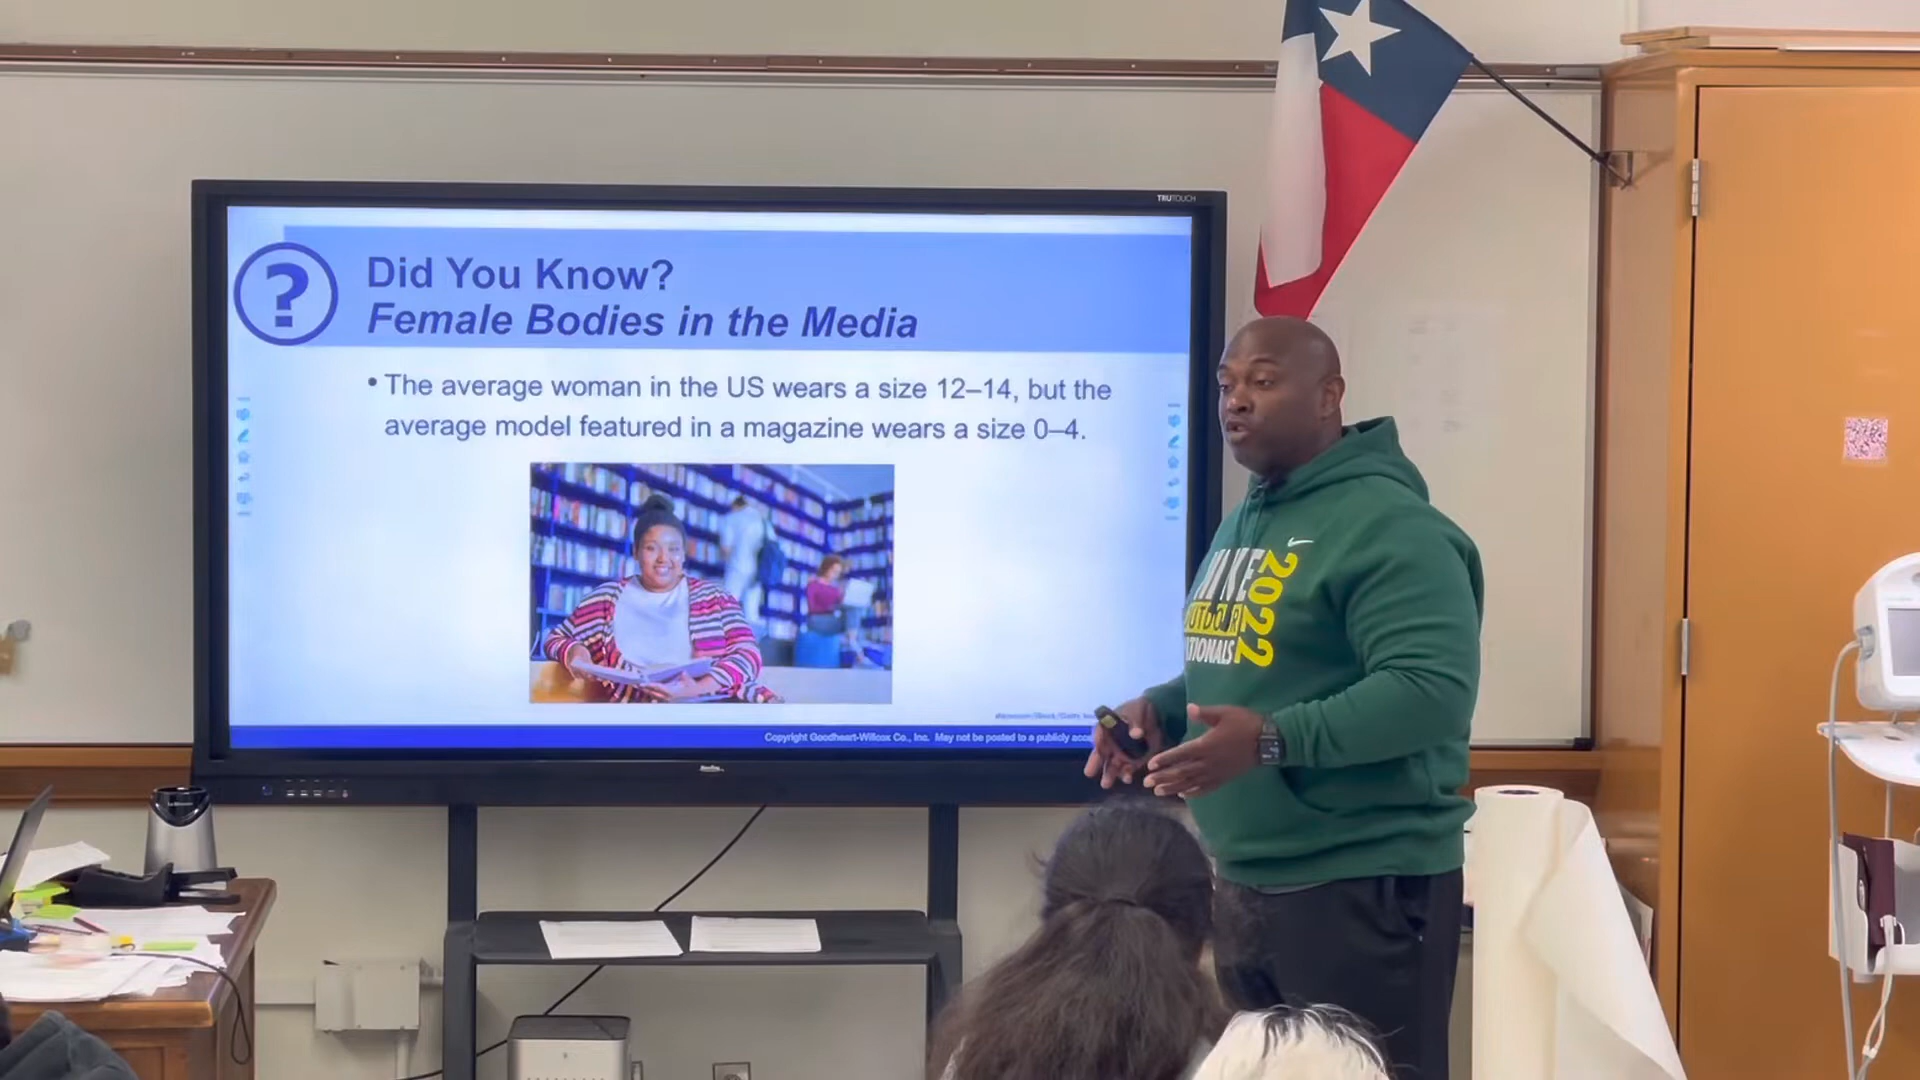 TRUTOUCH
?
Did You Know?
Female Bodies in the Media
• The average woman in the US wears a size 12–14, but the
average model featured in a magazine wears a size 0–4.
Copyright Goodheart-Willcox Co., Inc. May not be posted to a publicly
2022